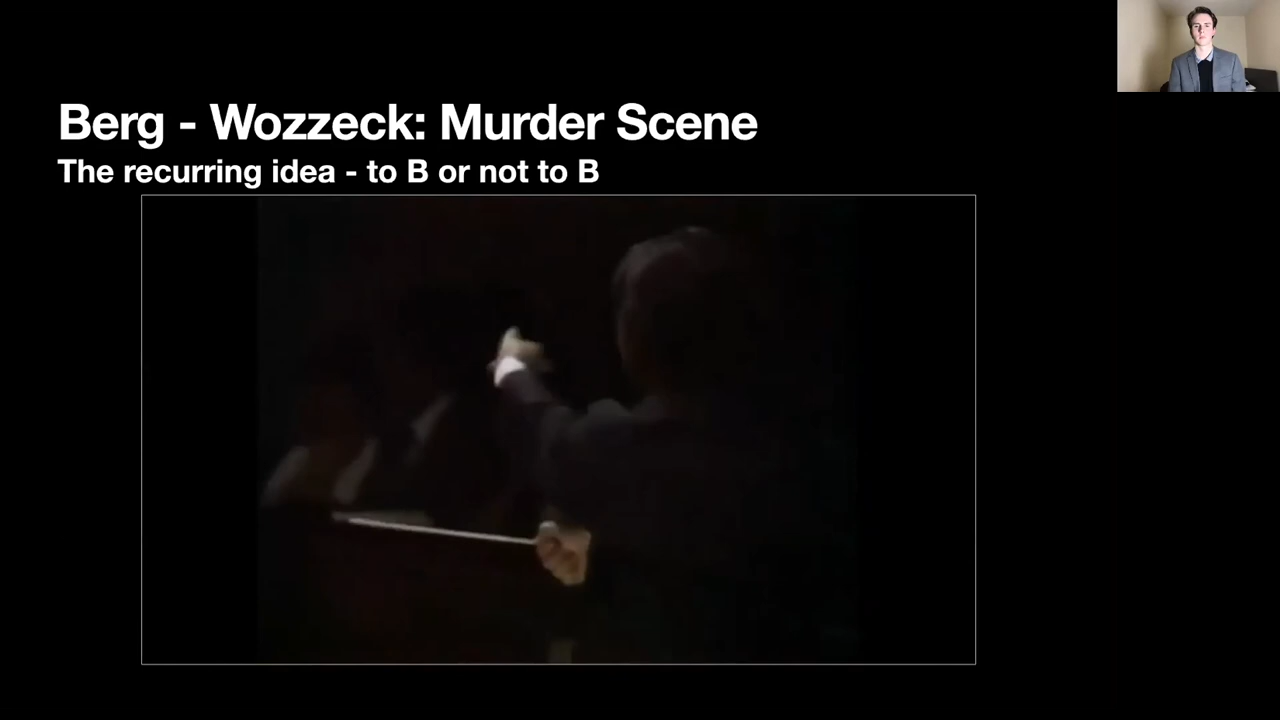 Berg - Wozzeck: Murder Scene
The recurring idea - to B or not to B